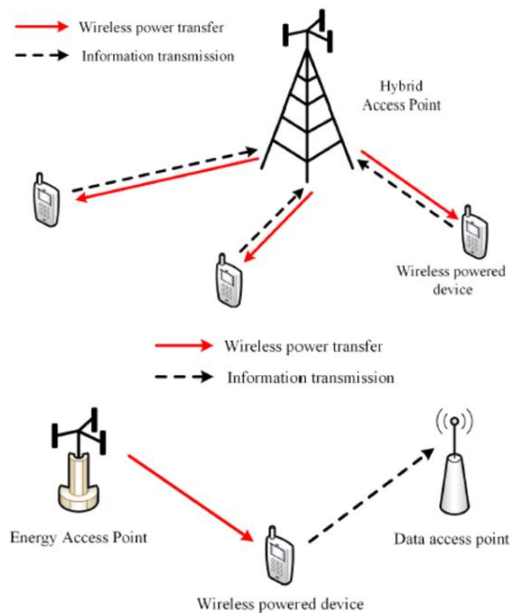 Wireless power transfer
Information transmission
Hybrid
Access Point
Wireless powered
device
Wireless power transfer
Information transmission
Energy Access Point
Data access point
Wireless powered device